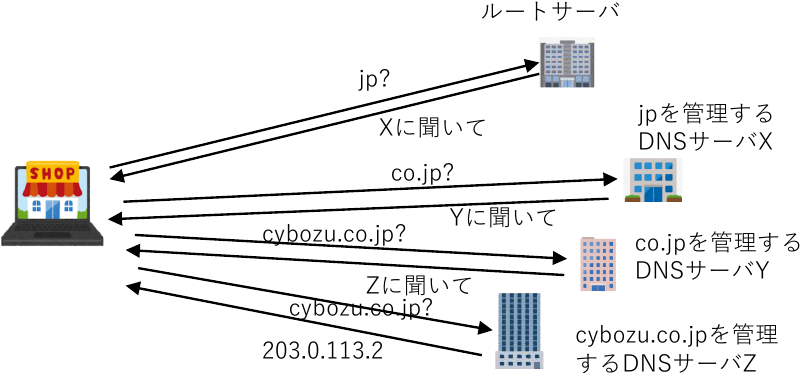 ルートサーバ
jp?
Xに聞いて
jpを管理する
DNSサーバX
SHOP
co.jp?
Yに聞いて
cybozu.co.jp?
co.jpを管理する
DNSサーバY
Zに聞いて
cybozu.co.jp?
203.0.113.2
cybozu.co.jpを管理
するDNSサーバZ